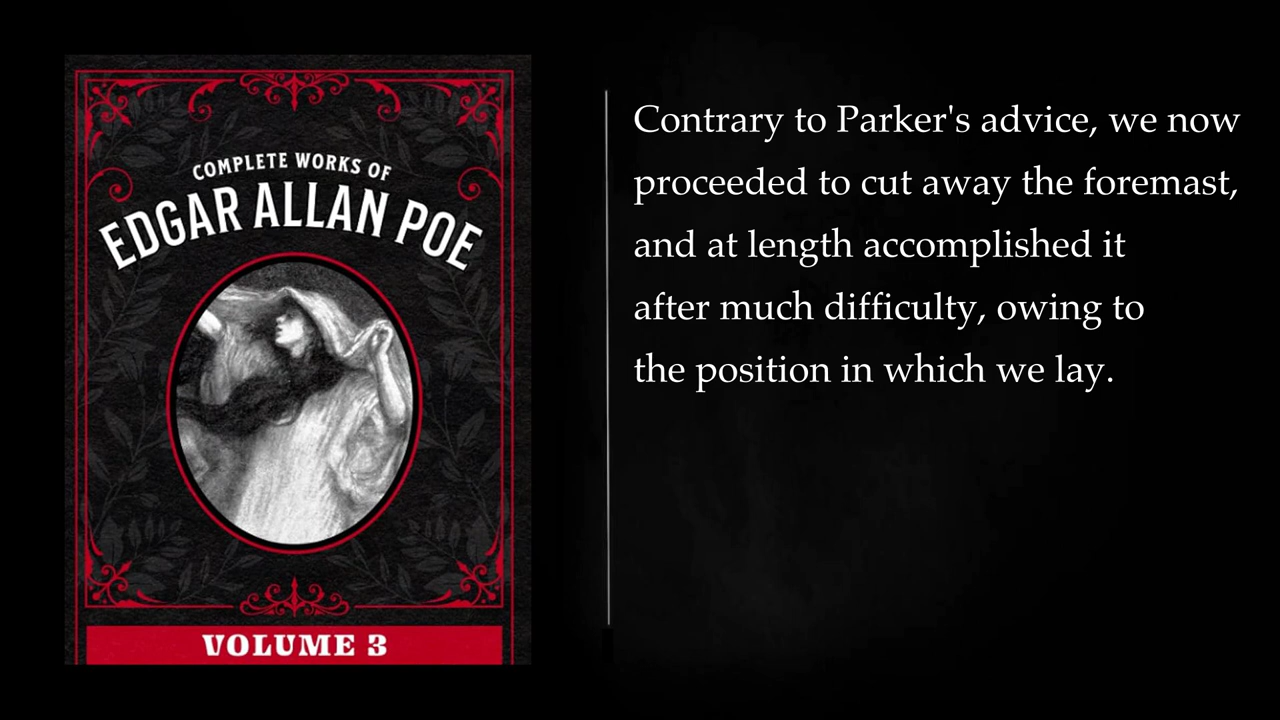 COMPLETE WORKS OF
EDGAR ALLAN POE
VOLUME 3
Contrary to Parker's advice, we now
proceeded to cut away the foremast,
and at length accomplished it
after much difficulty, owing to
the position in which we lay.